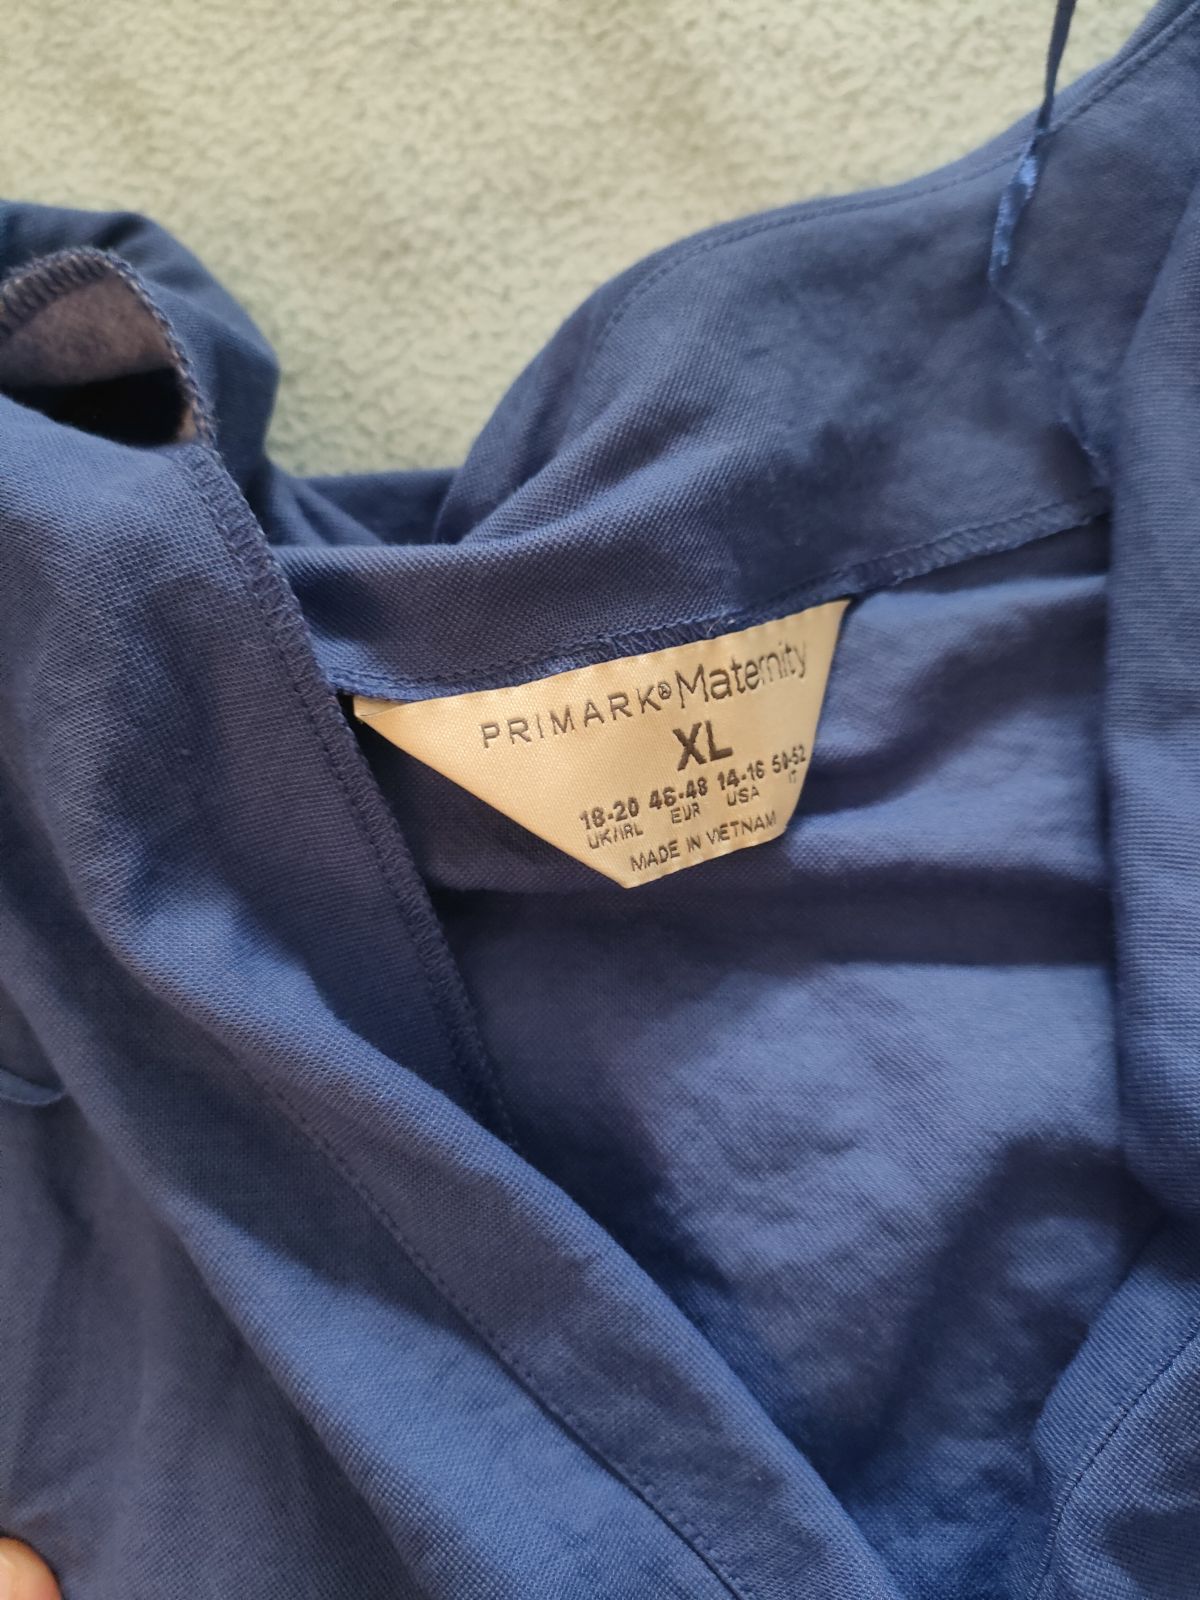 PRIMARK® Maternity
XL
18-20 46-48 14-16 50-52
UK/IRL EUR USA IT
MADE IN VIETNAM